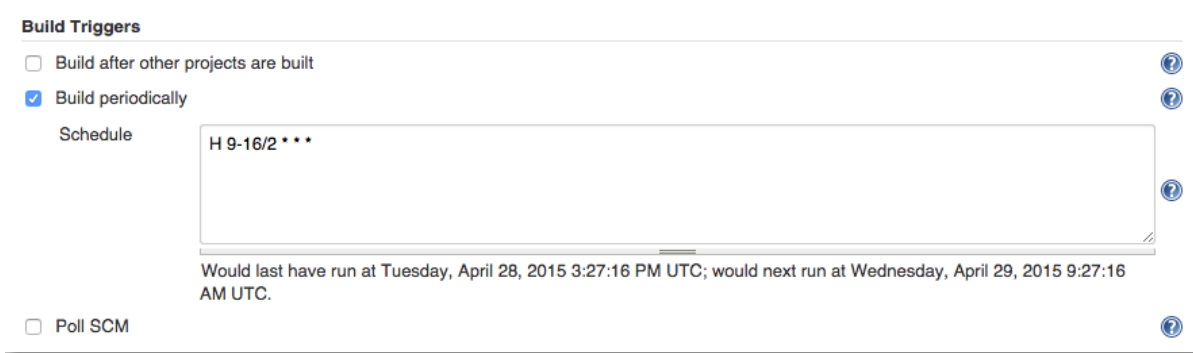 Build Triggers
Build after other projects are built
Build periodically
Schedule
H 9-16/2 * * *
Would last have run at Tuesday, April 28, 2015 3:27:16 PM UTC; would next run at Wednesday, April 29, 2015 9:27:16
AM UTC.
Poll SCM